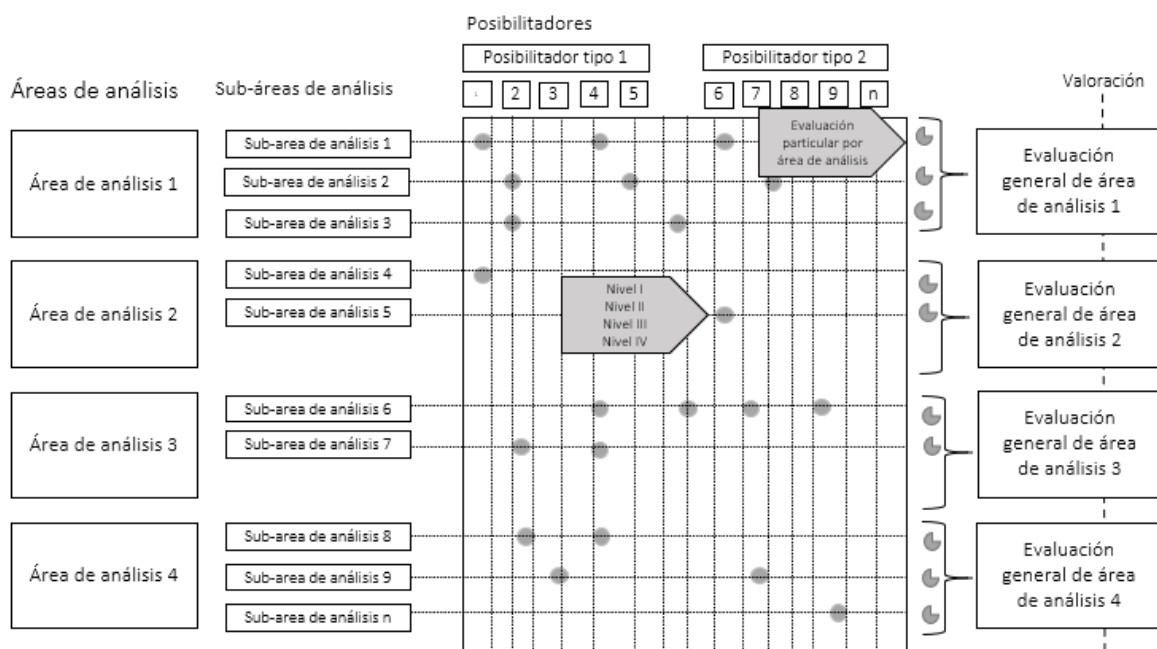 Posibilitadores
Posibilitador tipo 1
Posibilitador tipo 2
Áreas de análisis
Sub-áreas de análisis
2
3
4
5
6
7
8
9
n
Valoración
Área de análisis 1
Sub-area de análisis 1
Sub-area de análisis 2
Sub-area de análisis 3
Evaluación
particular por
área de análisis
Evaluación
general de área
de análisis 1
Área de análisis 2
Sub-area de análisis 4
Sub-area de análisis 5
Nivel I
Nivel II
Nivel III
Nivel IV
Evaluación
general de área
de análisis 2
Área de análisis 3
Sub-area de análisis 6
Sub-area de análisis 7
Evaluación
general de área
de análisis 3
Área de análisis 4
Sub-area de análisis 8
Sub-area de análisis 9
Sub-area de análisis n
Evaluación
general de área
de análisis 4